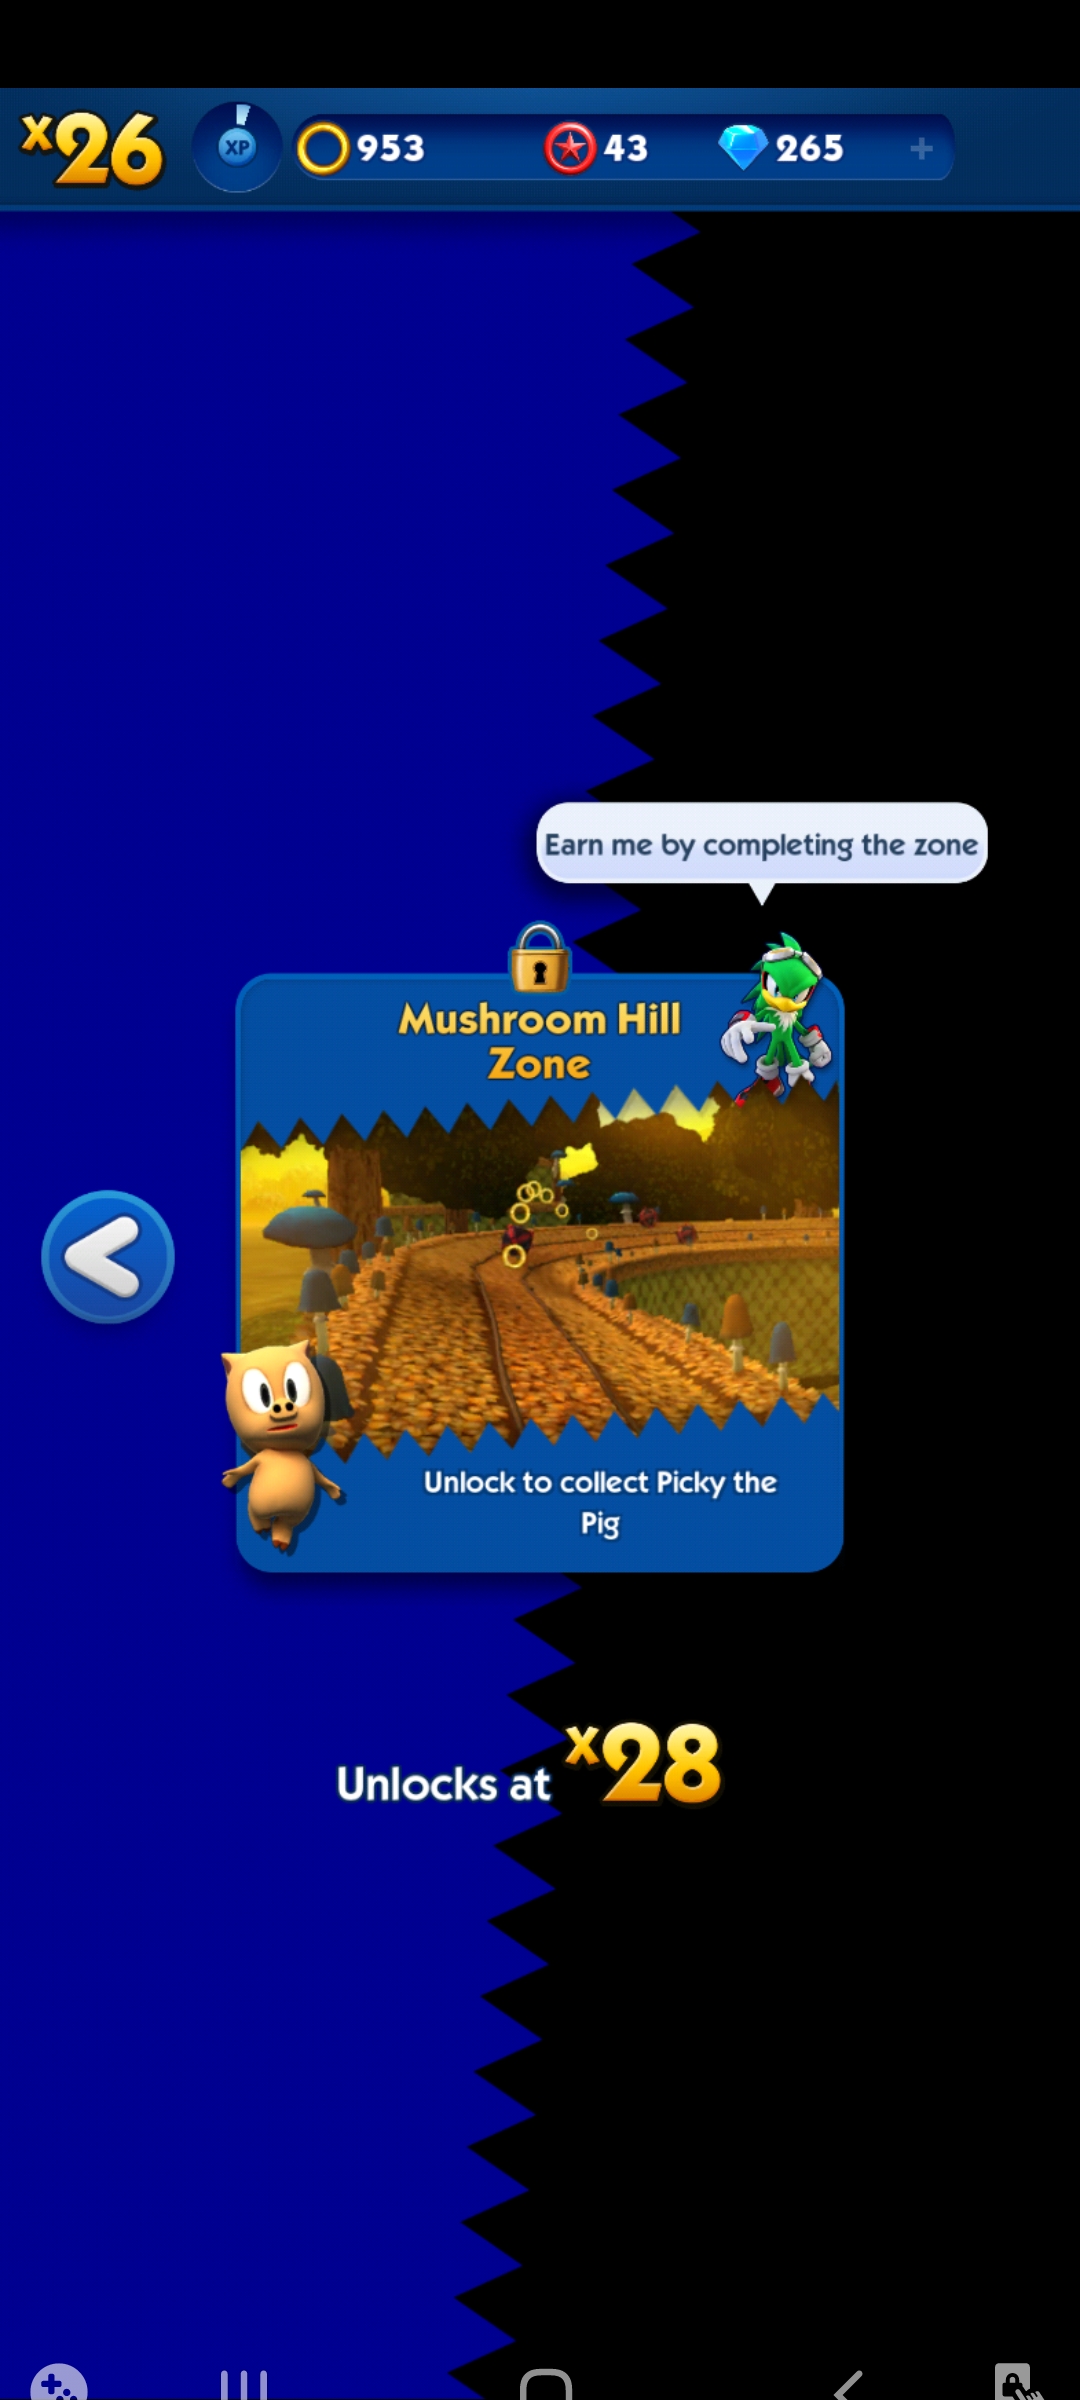 x26 XP 953 43 265 +
Earn me by completing the zone
Mushroom Hill
Zone
Unlock to collect Picky the
Pig
Unlocks at x28